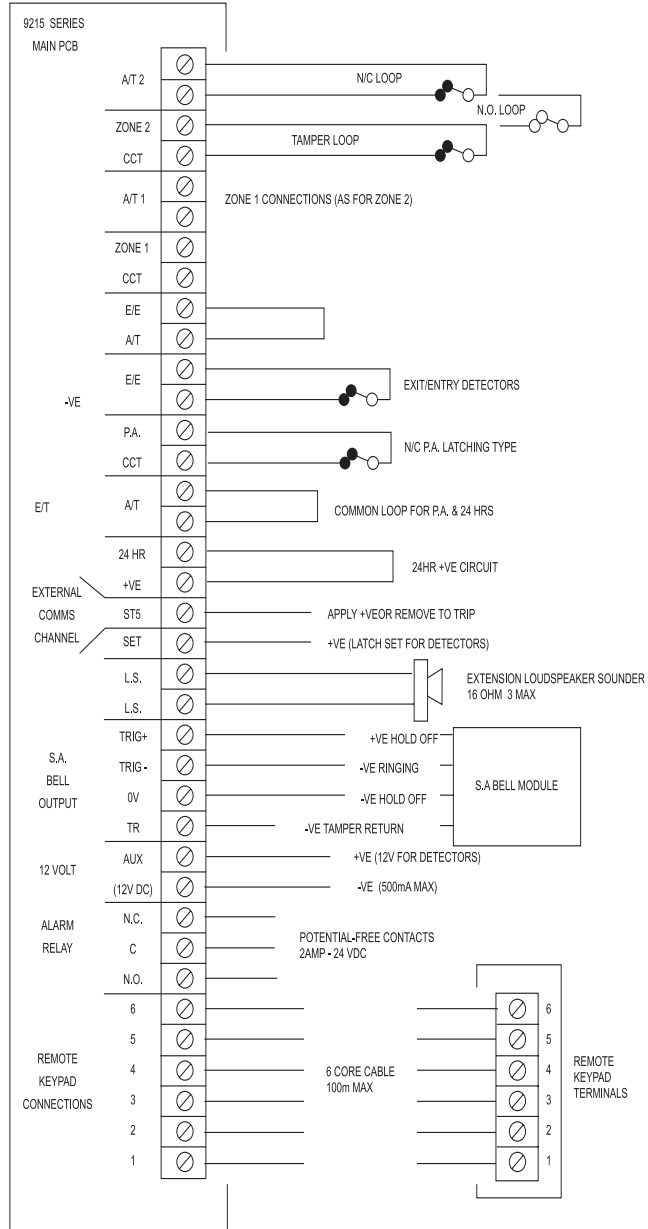 9215 SERIES
MAIN PCB
A/T 2
N/C LOOP
N.O. LOOP
ZONE 2
CCT
TAMPER LOOP
A/T 1
ZONE 1 CONNECTIONS (AS FOR ZONE 2)
ZONE 1
CCT
E/E
A/T
E/E
EXIT/ENTRY DETECTORS
-VE
P.A.
CCT
N/C P.A. LATCHING TYPE
E/T
A/T
COMMON LOOP FOR P.A. & 24 HRS
24 HR
+VE
24HR +VE CIRCUIT
EXTERNAL
COMMS
CHANNEL
ST5
APPLY +VEOR REMOVE TO TRIP
SET
+VE (LATCH SET FOR DETECTORS)
L.S.
L.S.
EXTENSION LOUDSPEAKER SOUNDER
16 OHM 3 MAX
S.A.
BELL
OUTPUT
TRIG+
+VE HOLD OFF
TRIG -
-VE RINGING
0V
-VE HOLD OFF
TR
-VE TAMPER RETURN
S.A BELL MODULE
12 VOLT
AUX
+VE (12V FOR DETECTORS)
(12V DC)
-VE (500mA MAX)
ALARM
RELAY
N.C.
C
N.O.
POTENTIAL-FREE CONTACTS
2AMP - 24 VDC
REMOTE
KEYPAD
CONNECTIONS
6
5
4
3
2
1
6 CORE CABLE
100m MAX
6
5
4
3
2
1
REMOTE
KEYPAD
TERMINALS